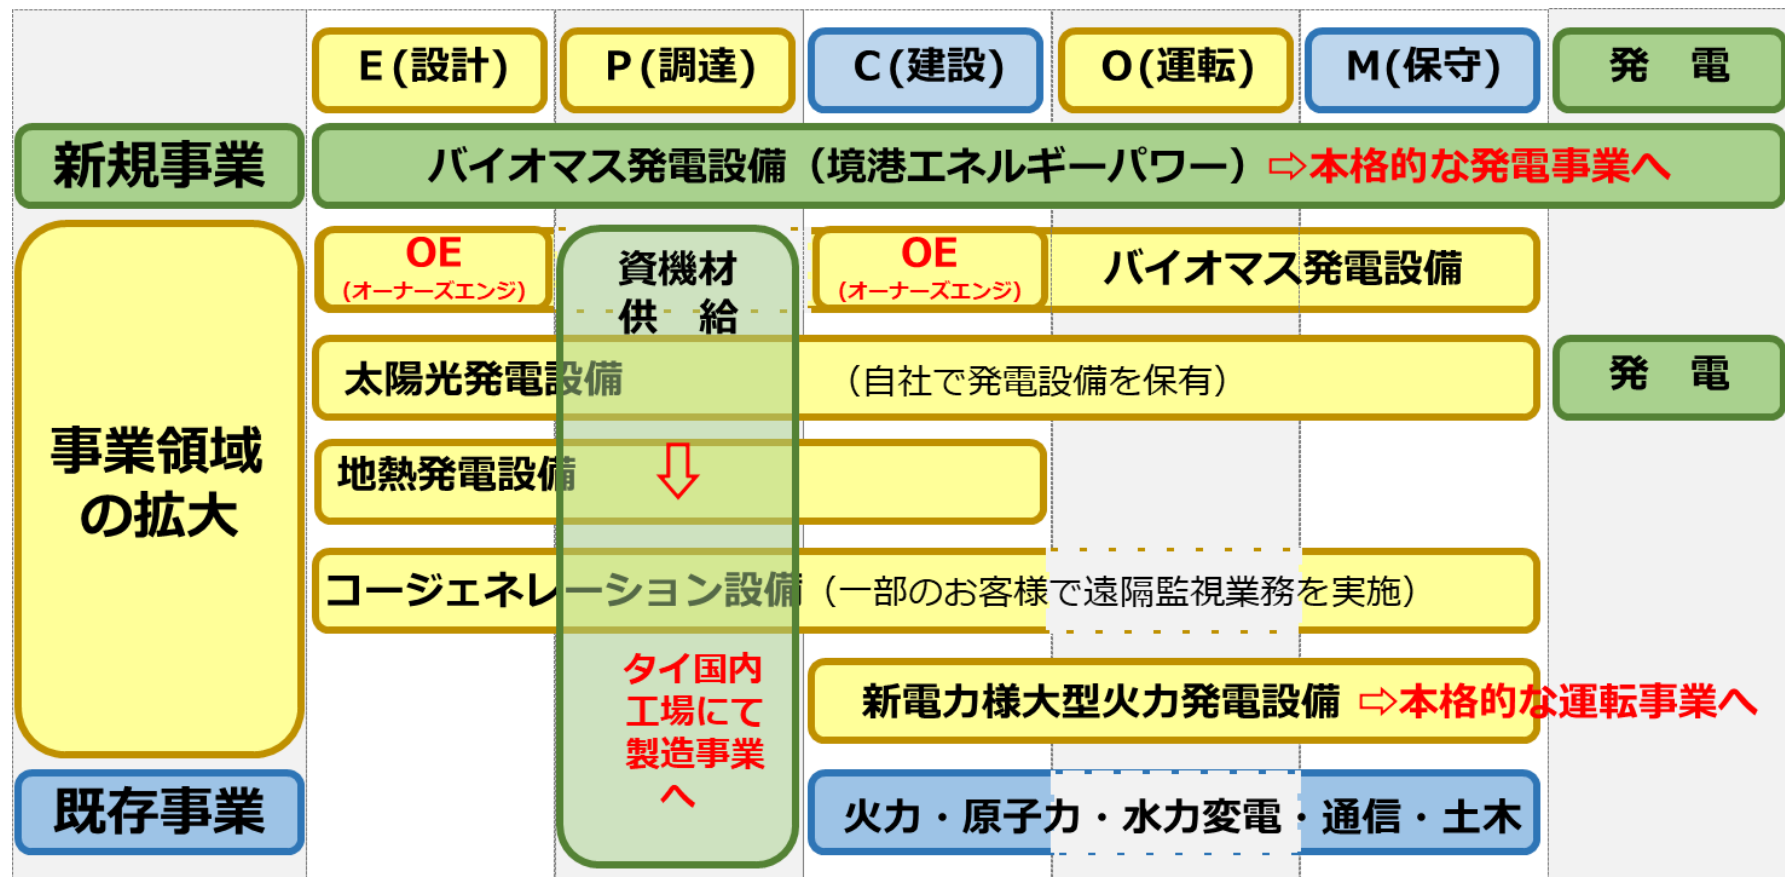 E(設計)
P(調達)
C(建設)
O(運転)
M(保守)
発　電
新規事業
バイオマス発電設備（境港エネルギーパワー）⇨本格的な発電事業へ
事業領域
の拡大
OE
(オーナーズエンジ)
資機材
供　給
OE
(オーナーズエンジ)
バイオマス発電設備
太陽光発電設備
（自社で発電設備を保有）
発　電
地熱発電設備
コージェネレーション設備（一部のお客様で遠隔監視業務を実施）
タイ国内
工場にて
製造事業
へ
新電力様大型火力発電設備 ⇨本格的な運転事業へ
既存事業
火力・原子力・水力変電・通信・土木